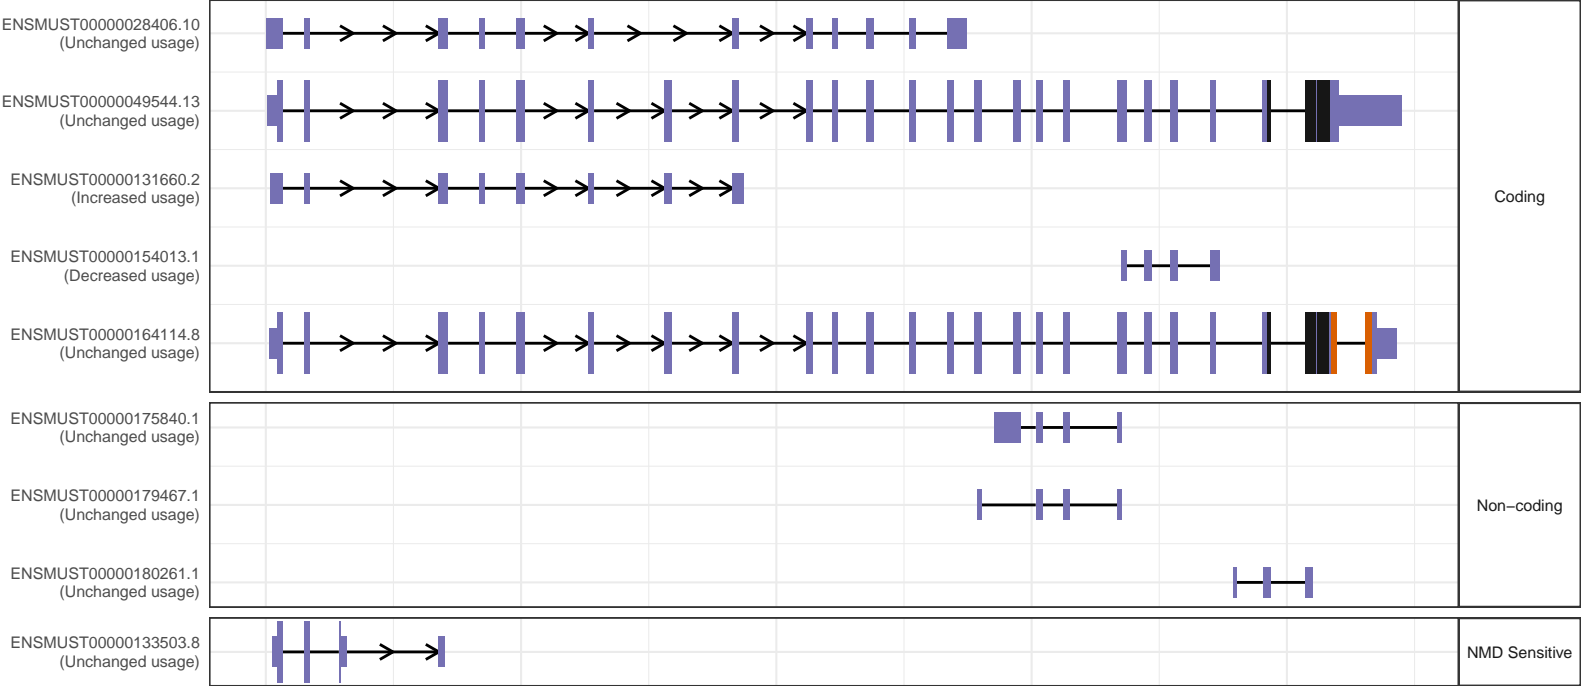 ENSMUST00000028406.10
(Unchanged usage)
ENSMUST00000049544.13
(Unchanged usage)
ENSMUST00000131660.2
(Increased usage)
ENSMUST00000154013.1
(Decreased usage)
ENSMUST00000164114.8
(Unchanged usage)
Coding
ENSMUST00000175840.1
(Unchanged usage)
ENSMUST00000179467.1
(Unchanged usage)
ENSMUST00000180261.1
(Unchanged usage)
Non−coding
ENSMUST00000133503.8
(Unchanged usage)
NMD Sensitive